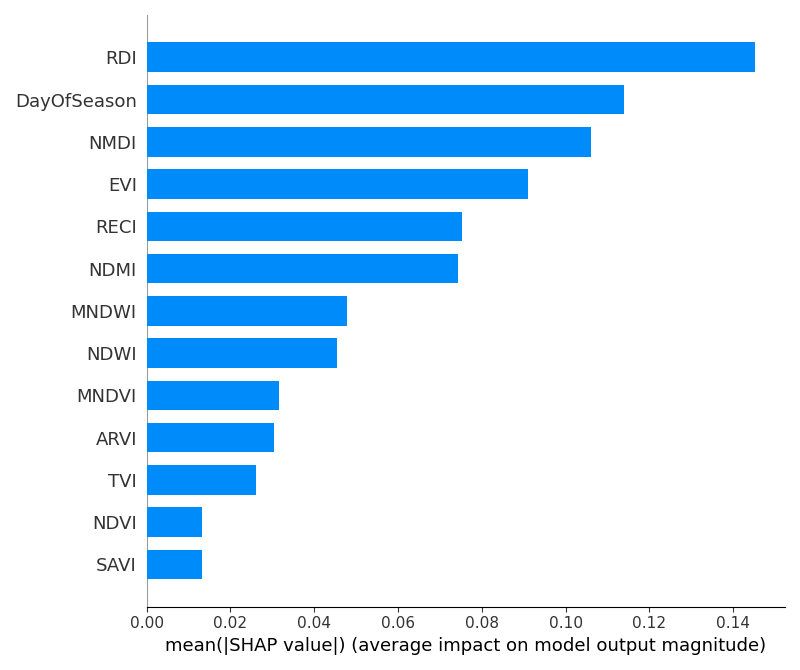 RDI
DayOfSeason
NMDI
EVI
RECI
NDMI
MNDWI
NDWI
MNDVI
ARVI
TVI
NDVI
SAVI
0.00 0.02 0.04 0.06 0.08 0.10 0.12 0.14
mean(|SHAP value|) (average impact on model output magnitude)